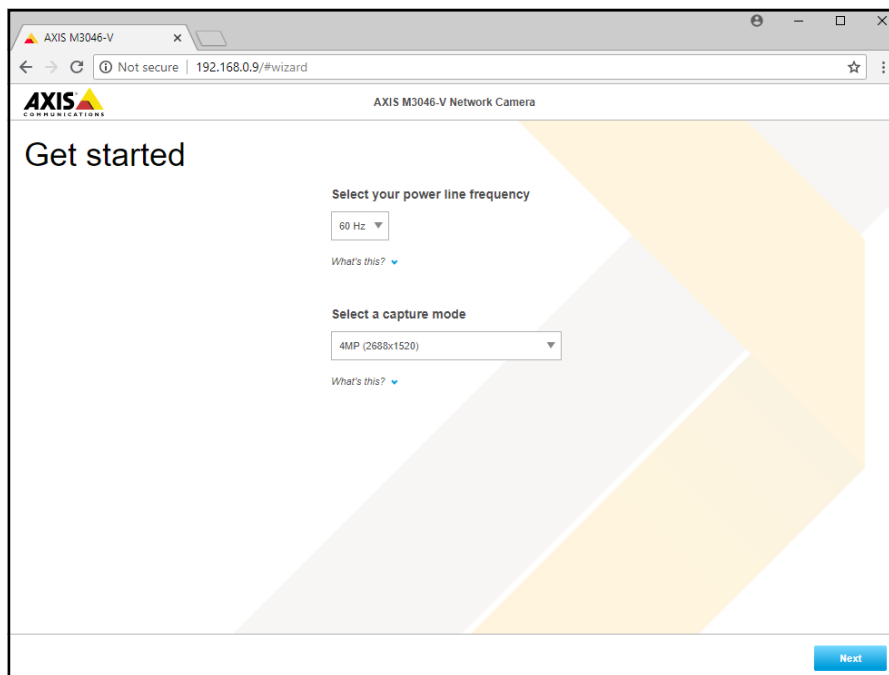 AXIS M3046-V
Not secure | 192.168.0.9/#wizard
AXIS
COMMUNICATIONS
AXIS M3046-V Network Camera
Get started
Select your power line frequency
60 Hz
What's this?
Select a capture mode
4MP (2688x1520)
What's this?
Next